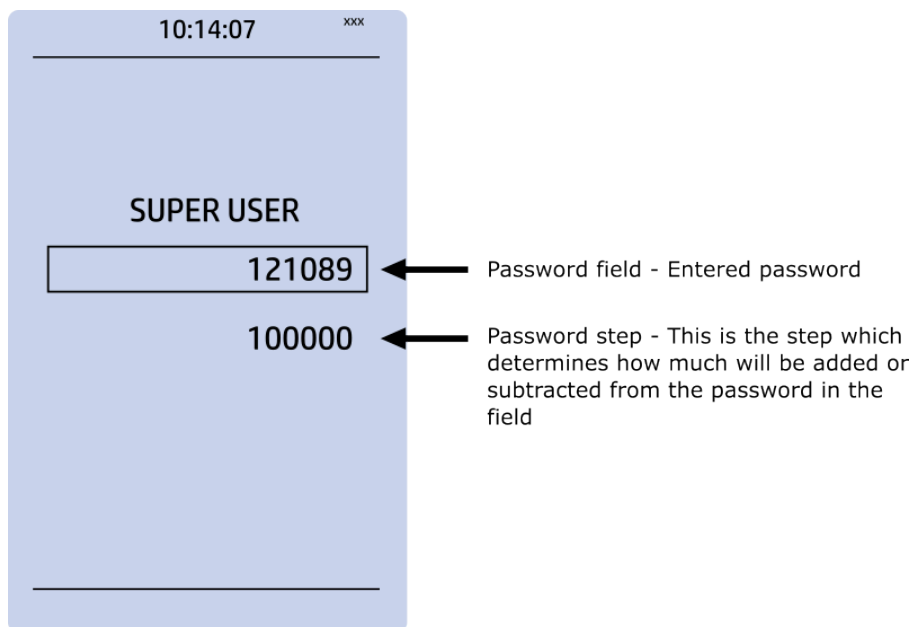 10:14:07 xxx
SUPER USER
121089
Password field - Entered password
100000
Password step - This is the step which
determines how much will be added or
subtracted from the password in the
field